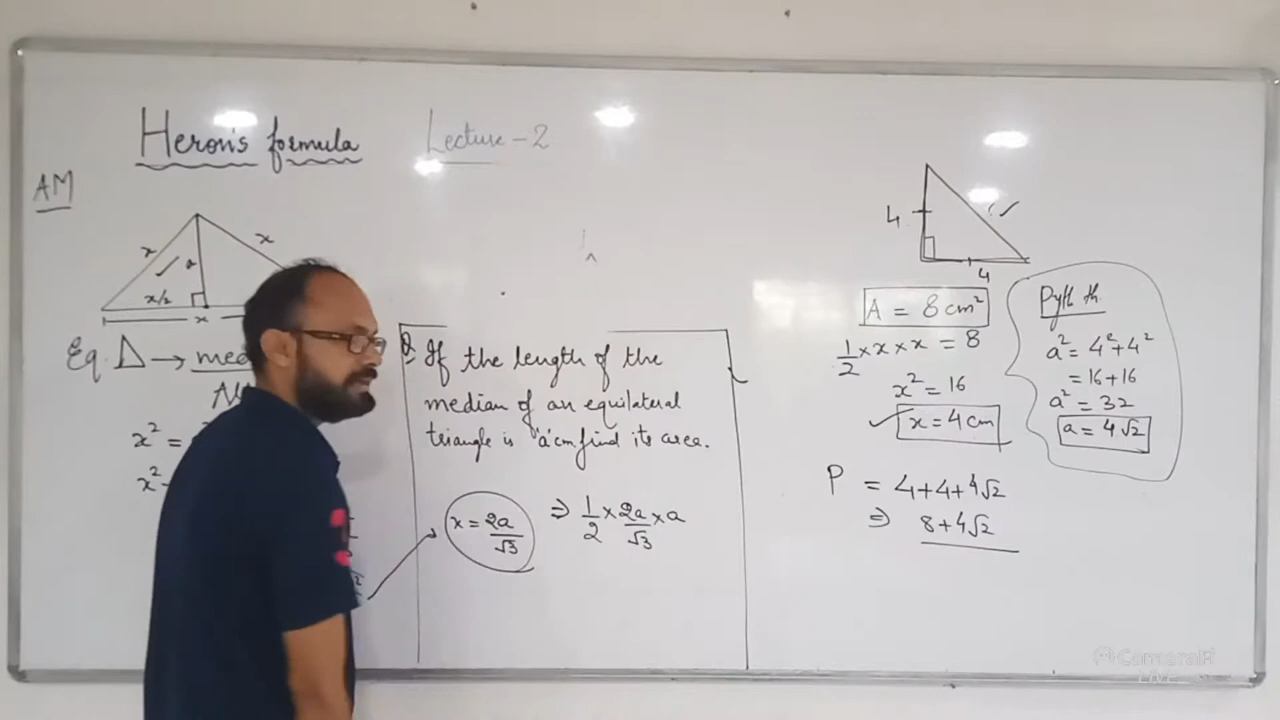 Heron's formula Lecture-2
AM
x
x
a
x/2
x
Eq. △ → med
x² =
x²
Q. If the length of the
median of an equilateral
triangle is 'a' cm find its area.
x = 2a/√3 ⇒ 1/2 × 2a/√3 × a
4
4
A = 8 cm²
1/2 × x × x = 8
x² = 16
x = 4 cm
P = 4+4+4√2
⇒ 8+4√2
Pyth th.
a² = 4²+4²
= 16+16
a² = 32
a = 4√2
LIVE